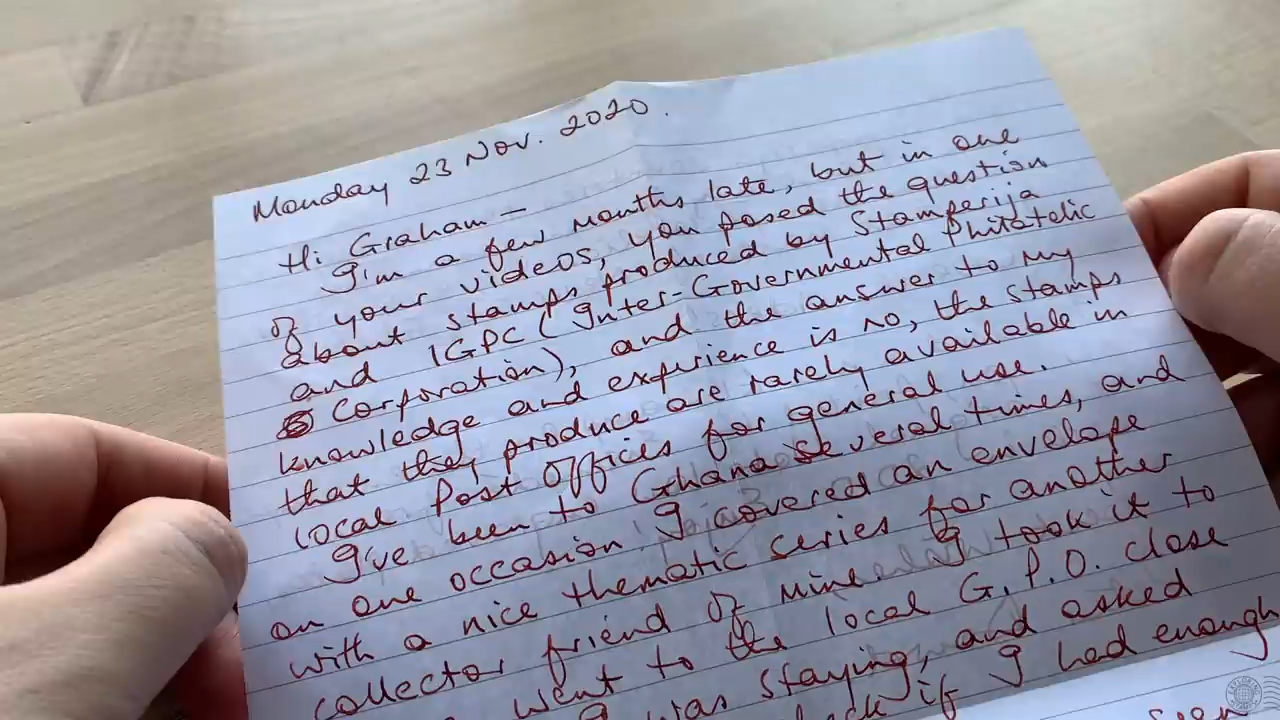 Monday 23 Nov. 2020.
Hi Graham –
I'm a few months late, but in one
of your videos, you posed the question
about stamps produced by Stamperija
and IGPC (Inter-Governmental Philatelic
Corporation), and the answer to my
knowledge and experience is no, the stamps
that they produce are rarely available in
local Post Offices for general use.
I've been to Ghana several times, and
on one occasion I covered an envelope
with a nice thematic series for another
collector friend of mine. I took it to
went to the local G.P.O. close
I was staying, and asked
if I had enough
seen